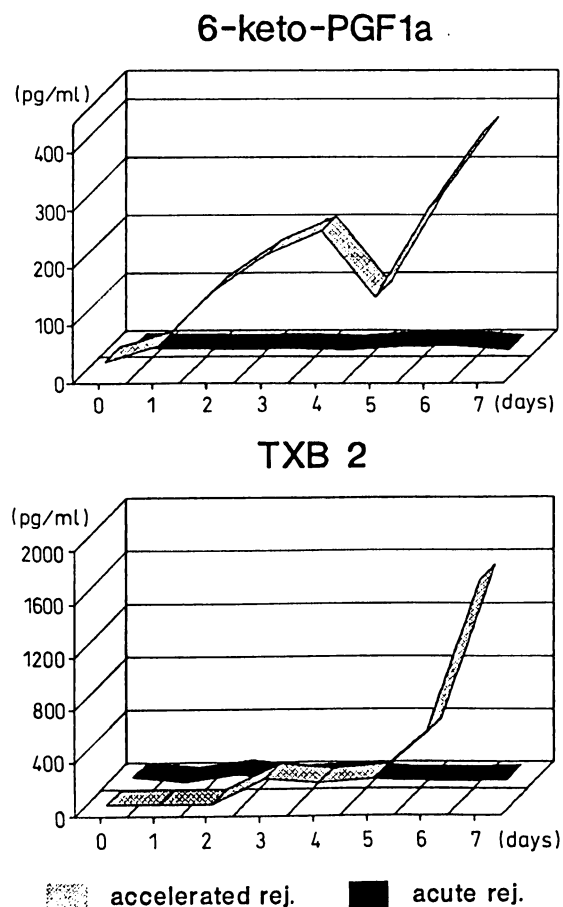 6-keto-PGF1a
(pg/ml)
400
300
200
100
0
0 1 2 3 4 5 6 7 (days)
TXB 2
(pg/ml)
2000
1600
1200
800
400
0
0 1 2 3 4 5 6 7 (days)
accelerated rej. acute rej.